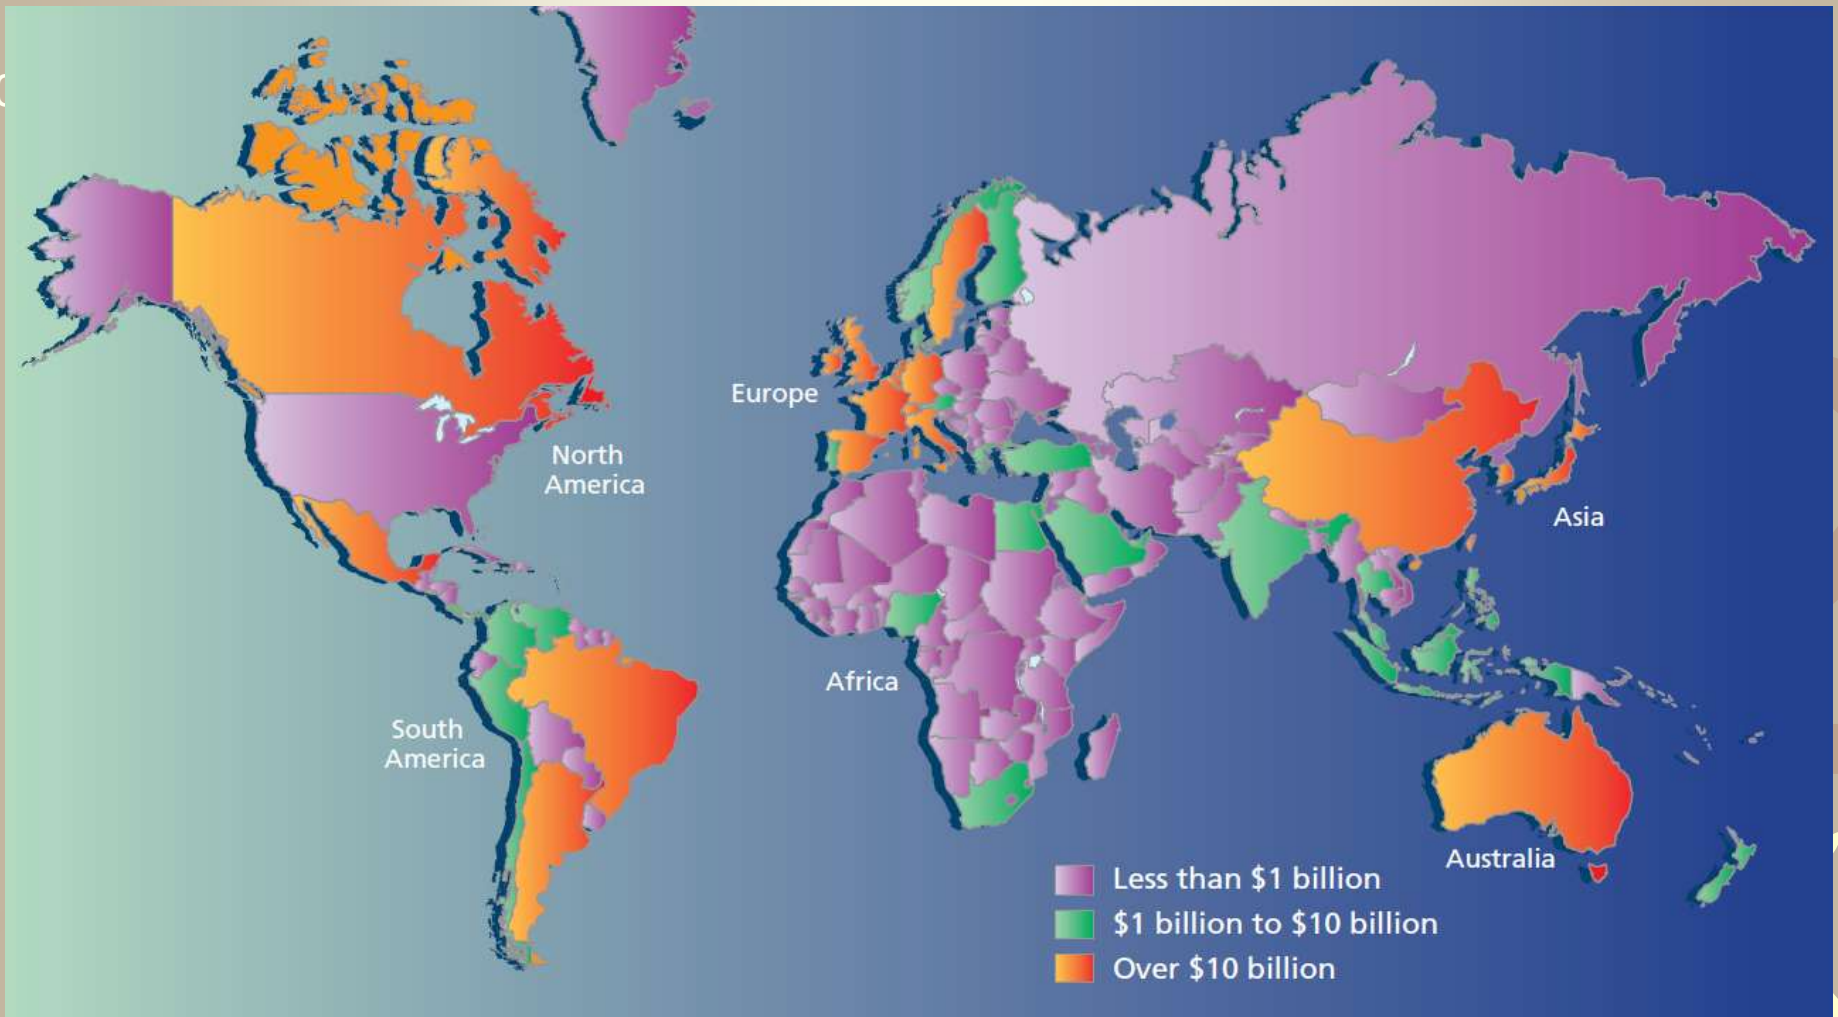 Europe
North
America
Asia
Africa
South
America
Australia
Less than $1 billion
$1 billion to $10 billion
Over $10 billion